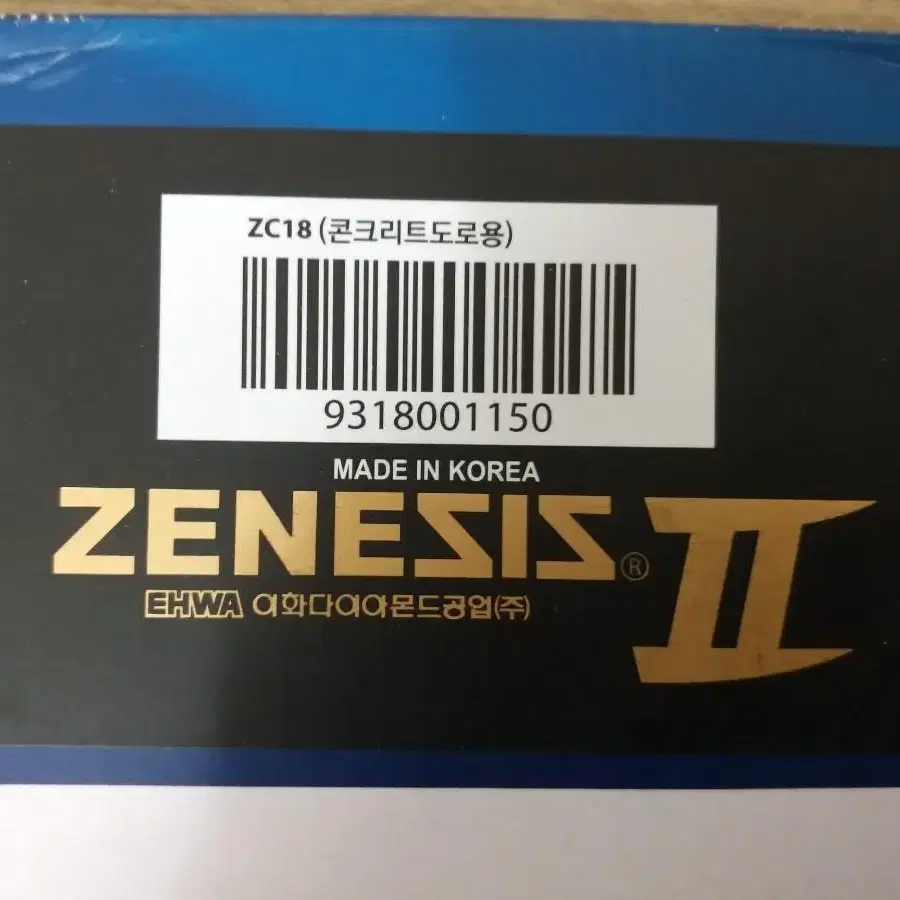 ZC18 (콘크리트도로용)
9318001150
MADE IN KOREA
ZENESIS® II
EHWA 이화다이아몬드공업(주)